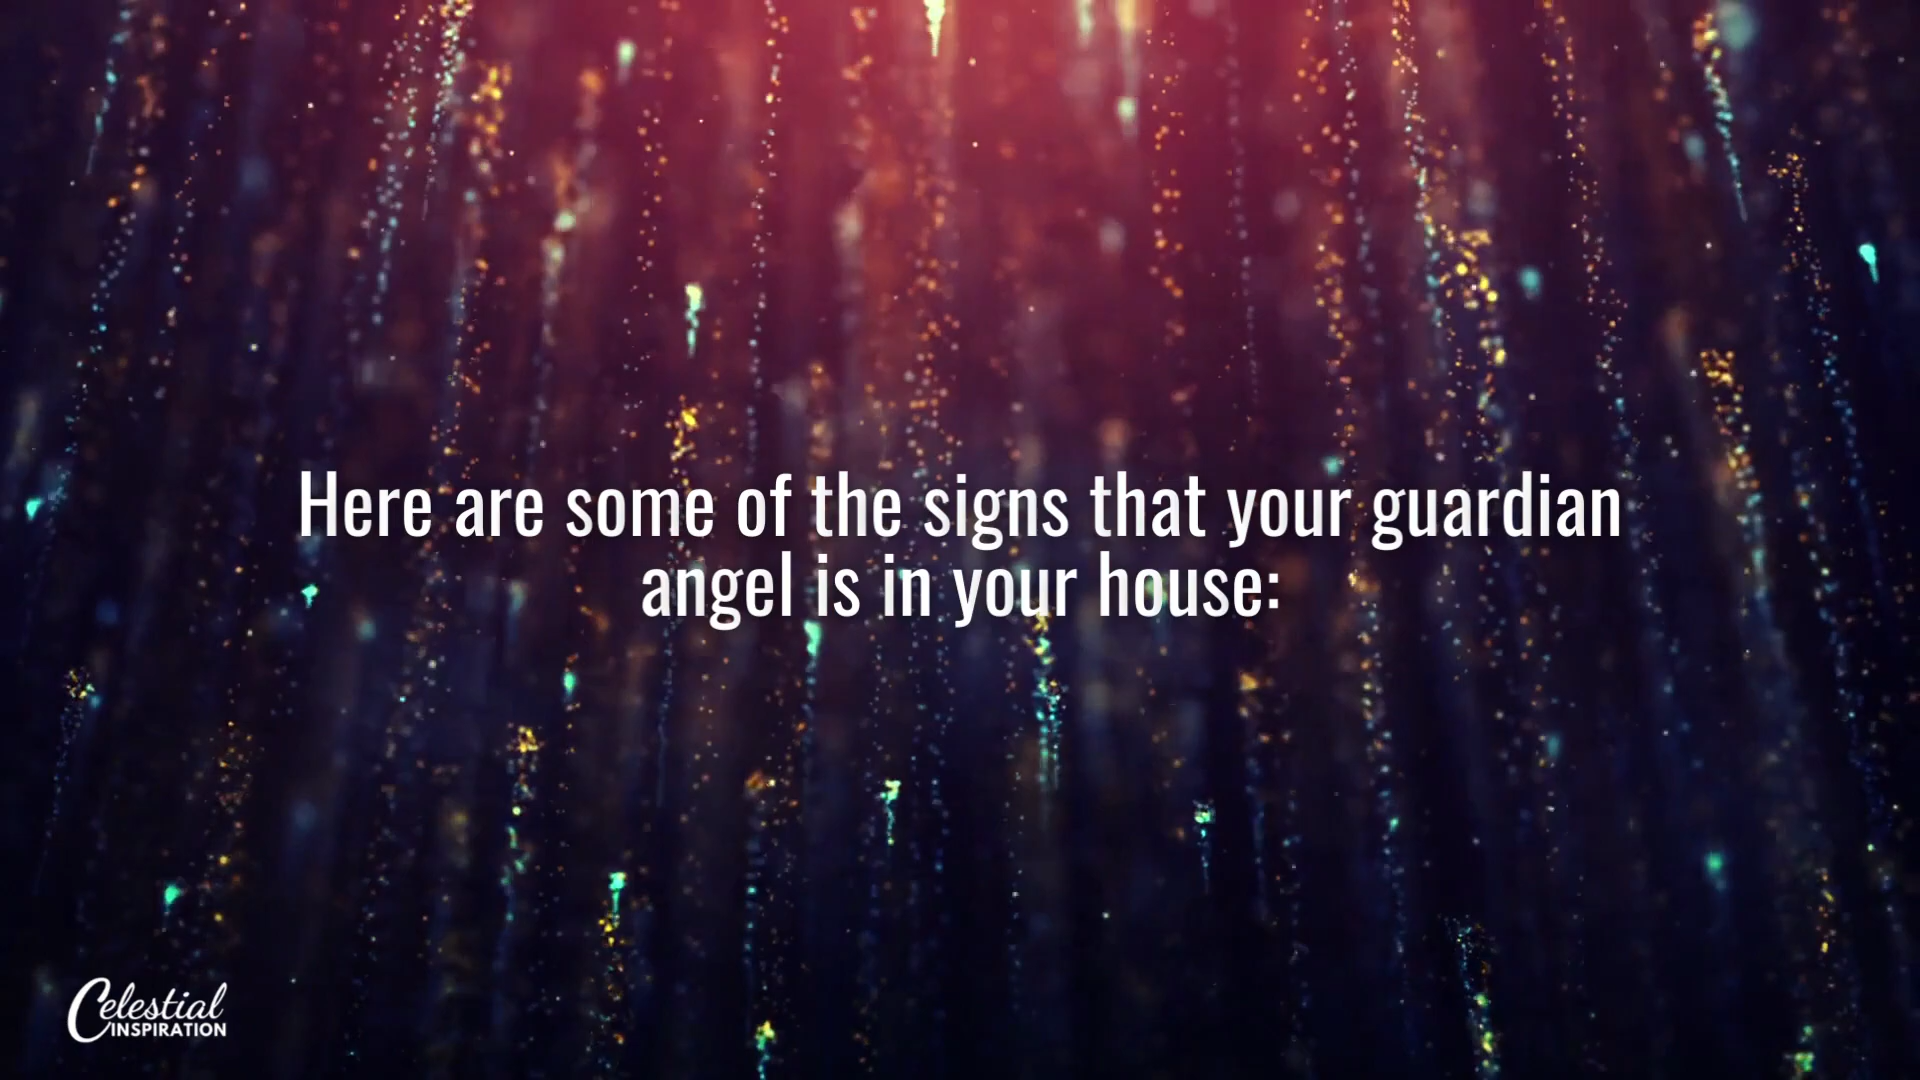 Here are some of the signs that your guardian
angel is in your house:
Celestial
INSPIRATION